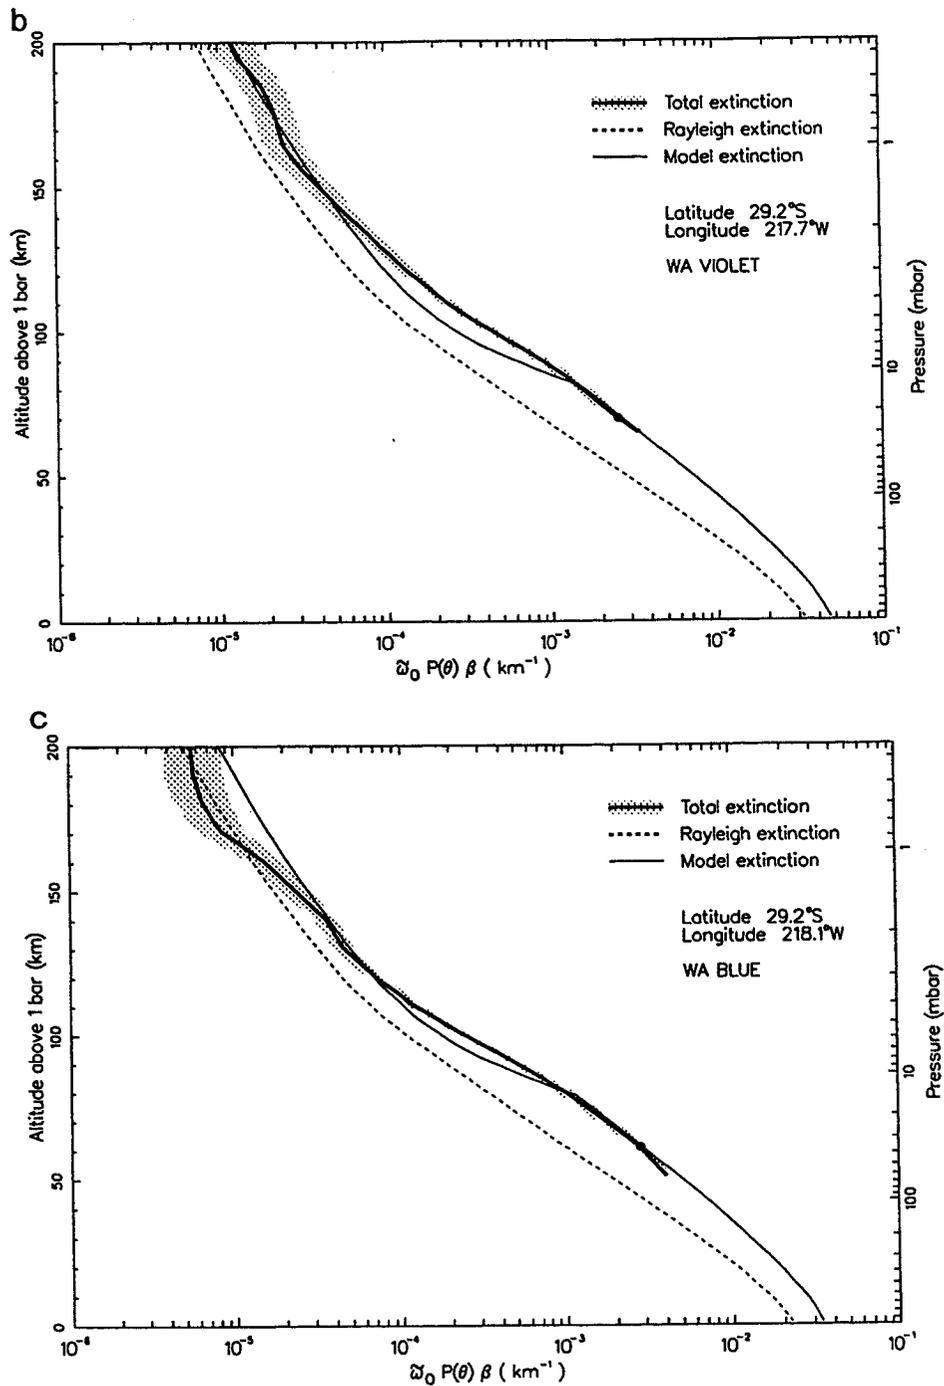 b
200
150
100
50
0
Altitude above 1 bar (km)
Total extinction
Rayleigh extinction
Model extinction
Latitude 29.2°S
Longitude 217.7°W
WA VIOLET
1
10
100
Pressure (mbar)
10⁻⁶ 10⁻⁵ 10⁻⁴ 10⁻³ 10⁻² 10⁻¹
ω̃₀ P(θ) β ( km⁻¹ )
c
200
150
100
50
0
Altitude above 1 bar (km)
Total extinction
Rayleigh extinction
Model extinction
Latitude 29.2°S
Longitude 218.1°W
WA BLUE
1
10
100
Pressure (mbar)
10⁻⁶ 10⁻⁵ 10⁻⁴ 10⁻³ 10⁻² 10⁻¹
ω̃₀ P(θ) β ( km⁻¹ )